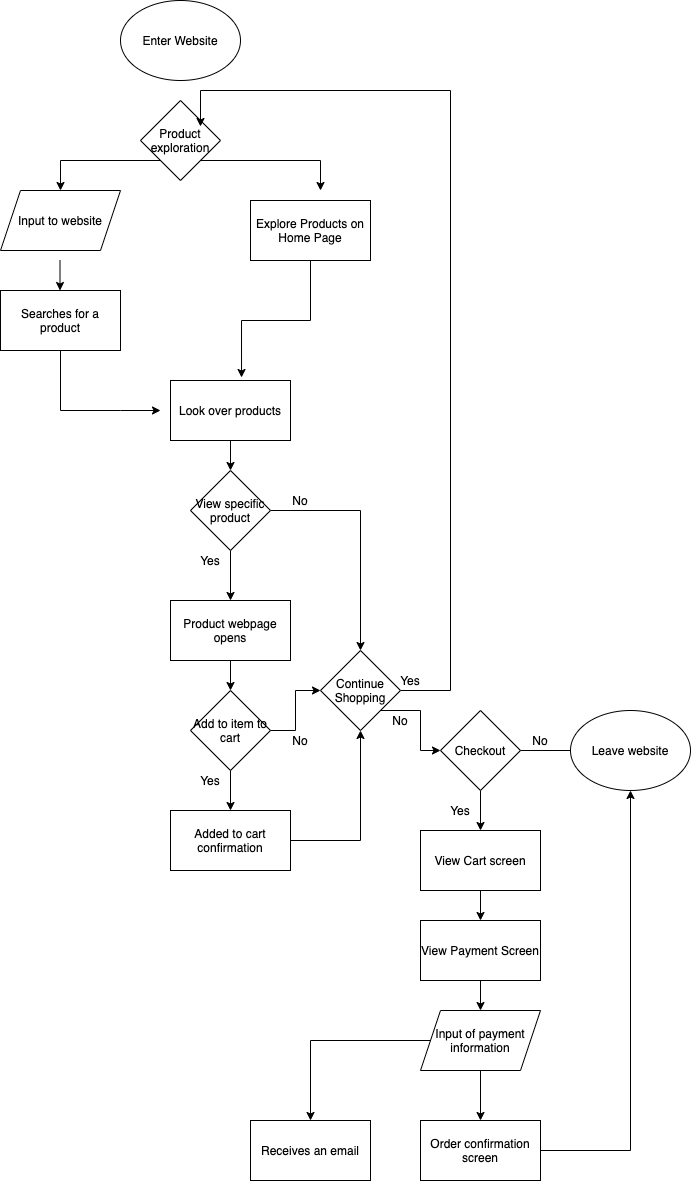 Enter Website
Product
exploration
Input to website
Explore Products on
Home Page
Searches for a
product
Look over products
View specific
product
No
Yes
Product webpage
opens
Continue
Shopping
Yes
No
Add to item to
cart
No
Yes
Checkout
No
Leave website
Added to cart
confirmation
Yes
View Cart screen
View Payment Screen
Input of payment
information
Receives an email
Order confirmation
screen